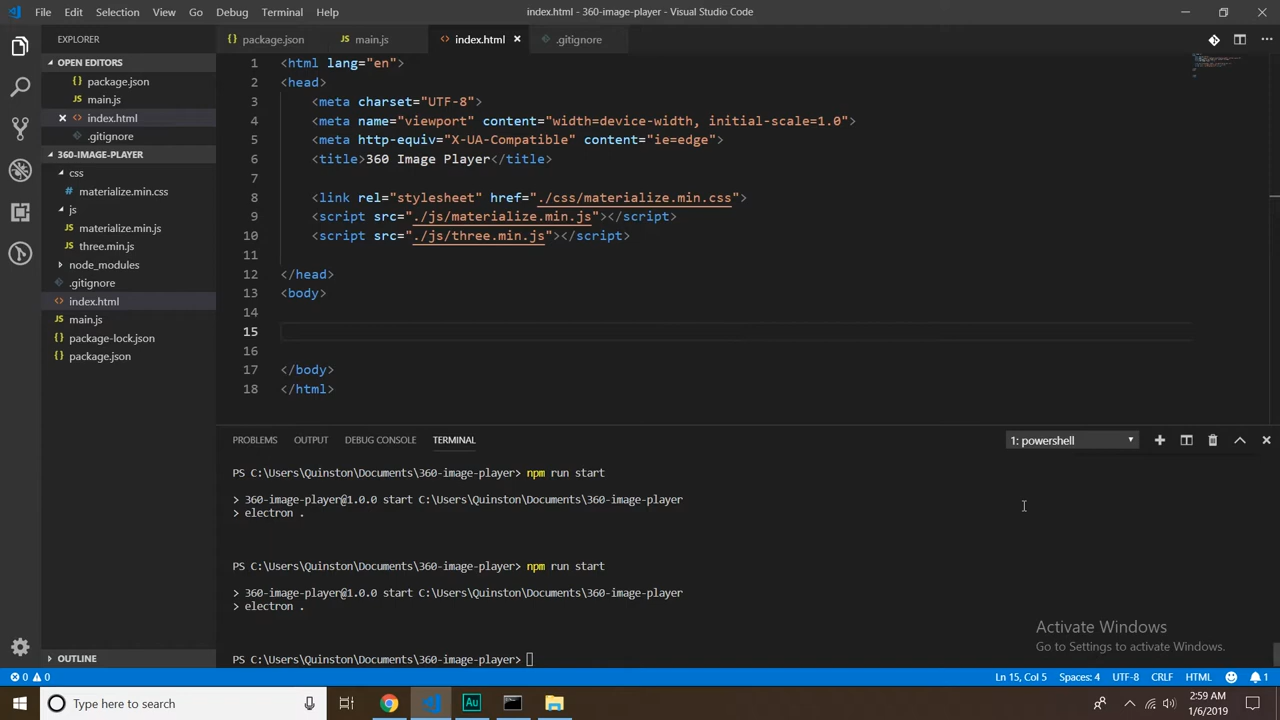 File Edit Selection View Go Debug Terminal Help
index.html - 360-image-player - Visual Studio Code
EXPLORER
OPEN EDITORS
package.json
main.js
index.html
.gitignore
360-IMAGE-PLAYER
css
materialize.min.css
js
materialize.min.js
three.min.js
node_modules
.gitignore
index.html
main.js
package-lock.json
package.json
OUTLINE
package.json main.js index.html .gitignore
1 <html lang="en">
2 <head>
3 <meta charset="UTF-8">
4 <meta name="viewport" content="width=device-width, initial-scale=1.0">
5 <meta http-equiv="X-UA-Compatible" content="ie=edge">
6 <title>360 Image Player</title>
7
8 <link rel="stylesheet" href="./css/materialize.min.css">
9 <script src="./js/materialize.min.js"></script>
10 <script src="./js/three.min.js"></script>
11
12 </head>
13 <body>
14
15
16
17 </body>
18 </html>
PROBLEMS OUTPUT DEBUG CONSOLE TERMINAL 1: powershell
PS C:\Users\Quinston\Documents\360-image-player> npm run start
> 360-image-player@1.0.0 start C:\Users\Quinston\Documents\360-image-player
> electron .
PS C:\Users\Quinston\Documents\360-image-player> npm run start
> 360-image-player@1.0.0 start C:\Users\Quinston\Documents\360-image-player
> electron .
PS C:\Users\Quinston\Documents\360-image-player>
Activate Windows
Go to Settings to activate Windows.
0 0 Ln 15, Col 5 Spaces: 4 UTF-8 CRLF HTML 1
Type here to search
Au
2:59 AM
1/6/2019